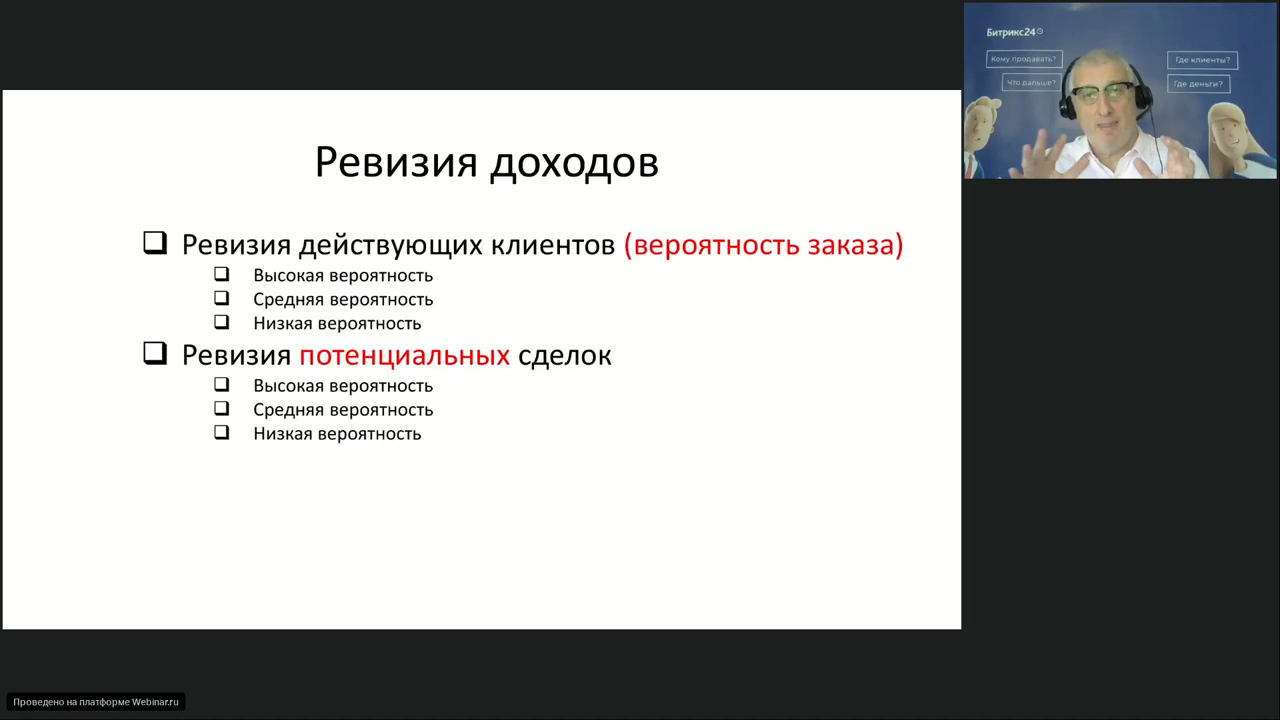 Ревизия доходов
Ревизия действующих клиентов (вероятность заказа)
Высокая вероятность
Средняя вероятность
Низкая вероятность
Ревизия потенциальных сделок
Высокая вероятность
Средняя вероятность
Низкая вероятность
Битрикс24
Кому продавать?
Что дальше?
Где клиенты?
Где деньги?
Проведено на платформе Webinar.ru